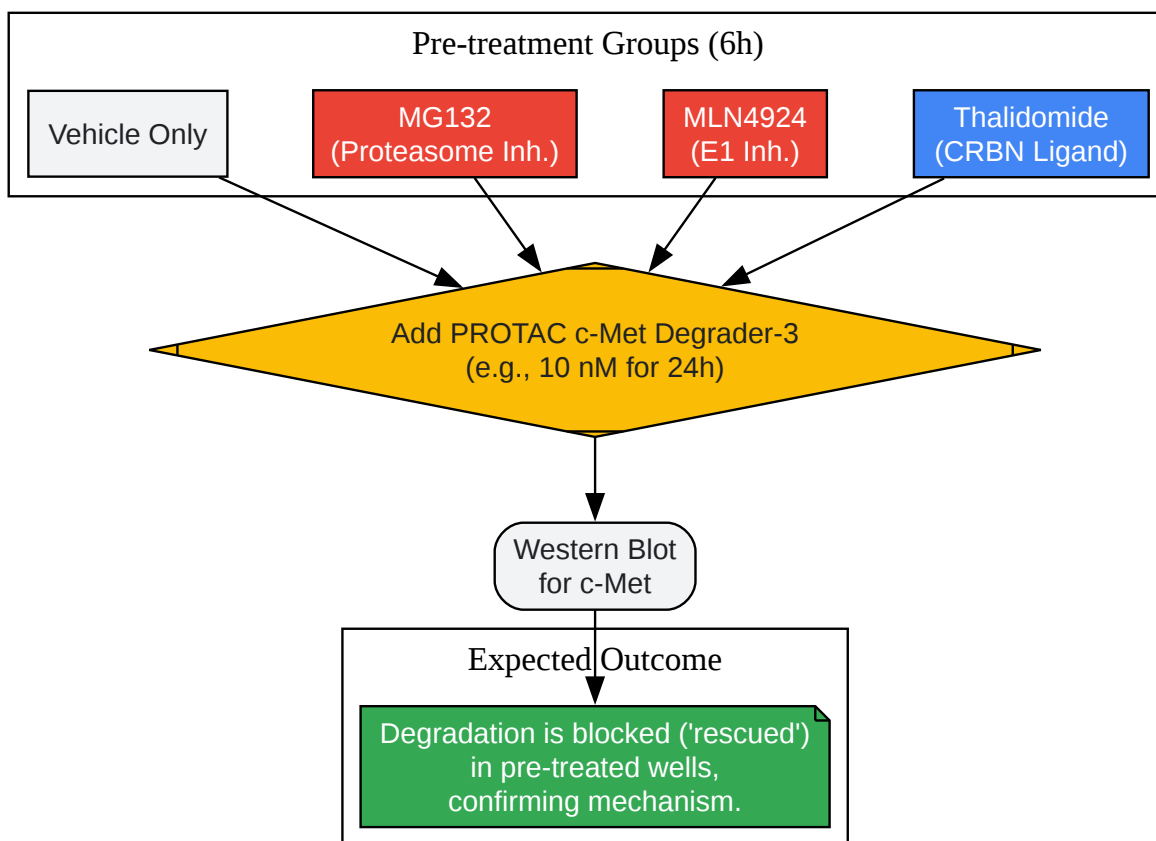 Pre-treatment Groups (6h)
Vehicle Only
MG132
(Proteasome Inh.)
MLN4924
(E1 Inh.)
Thalidomide
(CRBN Ligand)
Add PROTAC c-Met Degrader-3
(e.g., 10 nM for 24h)
Western Blot
for c-Met
Expected Outcome
Degradation is blocked ('rescued')
in pre-treated wells,
confirming mechanism.